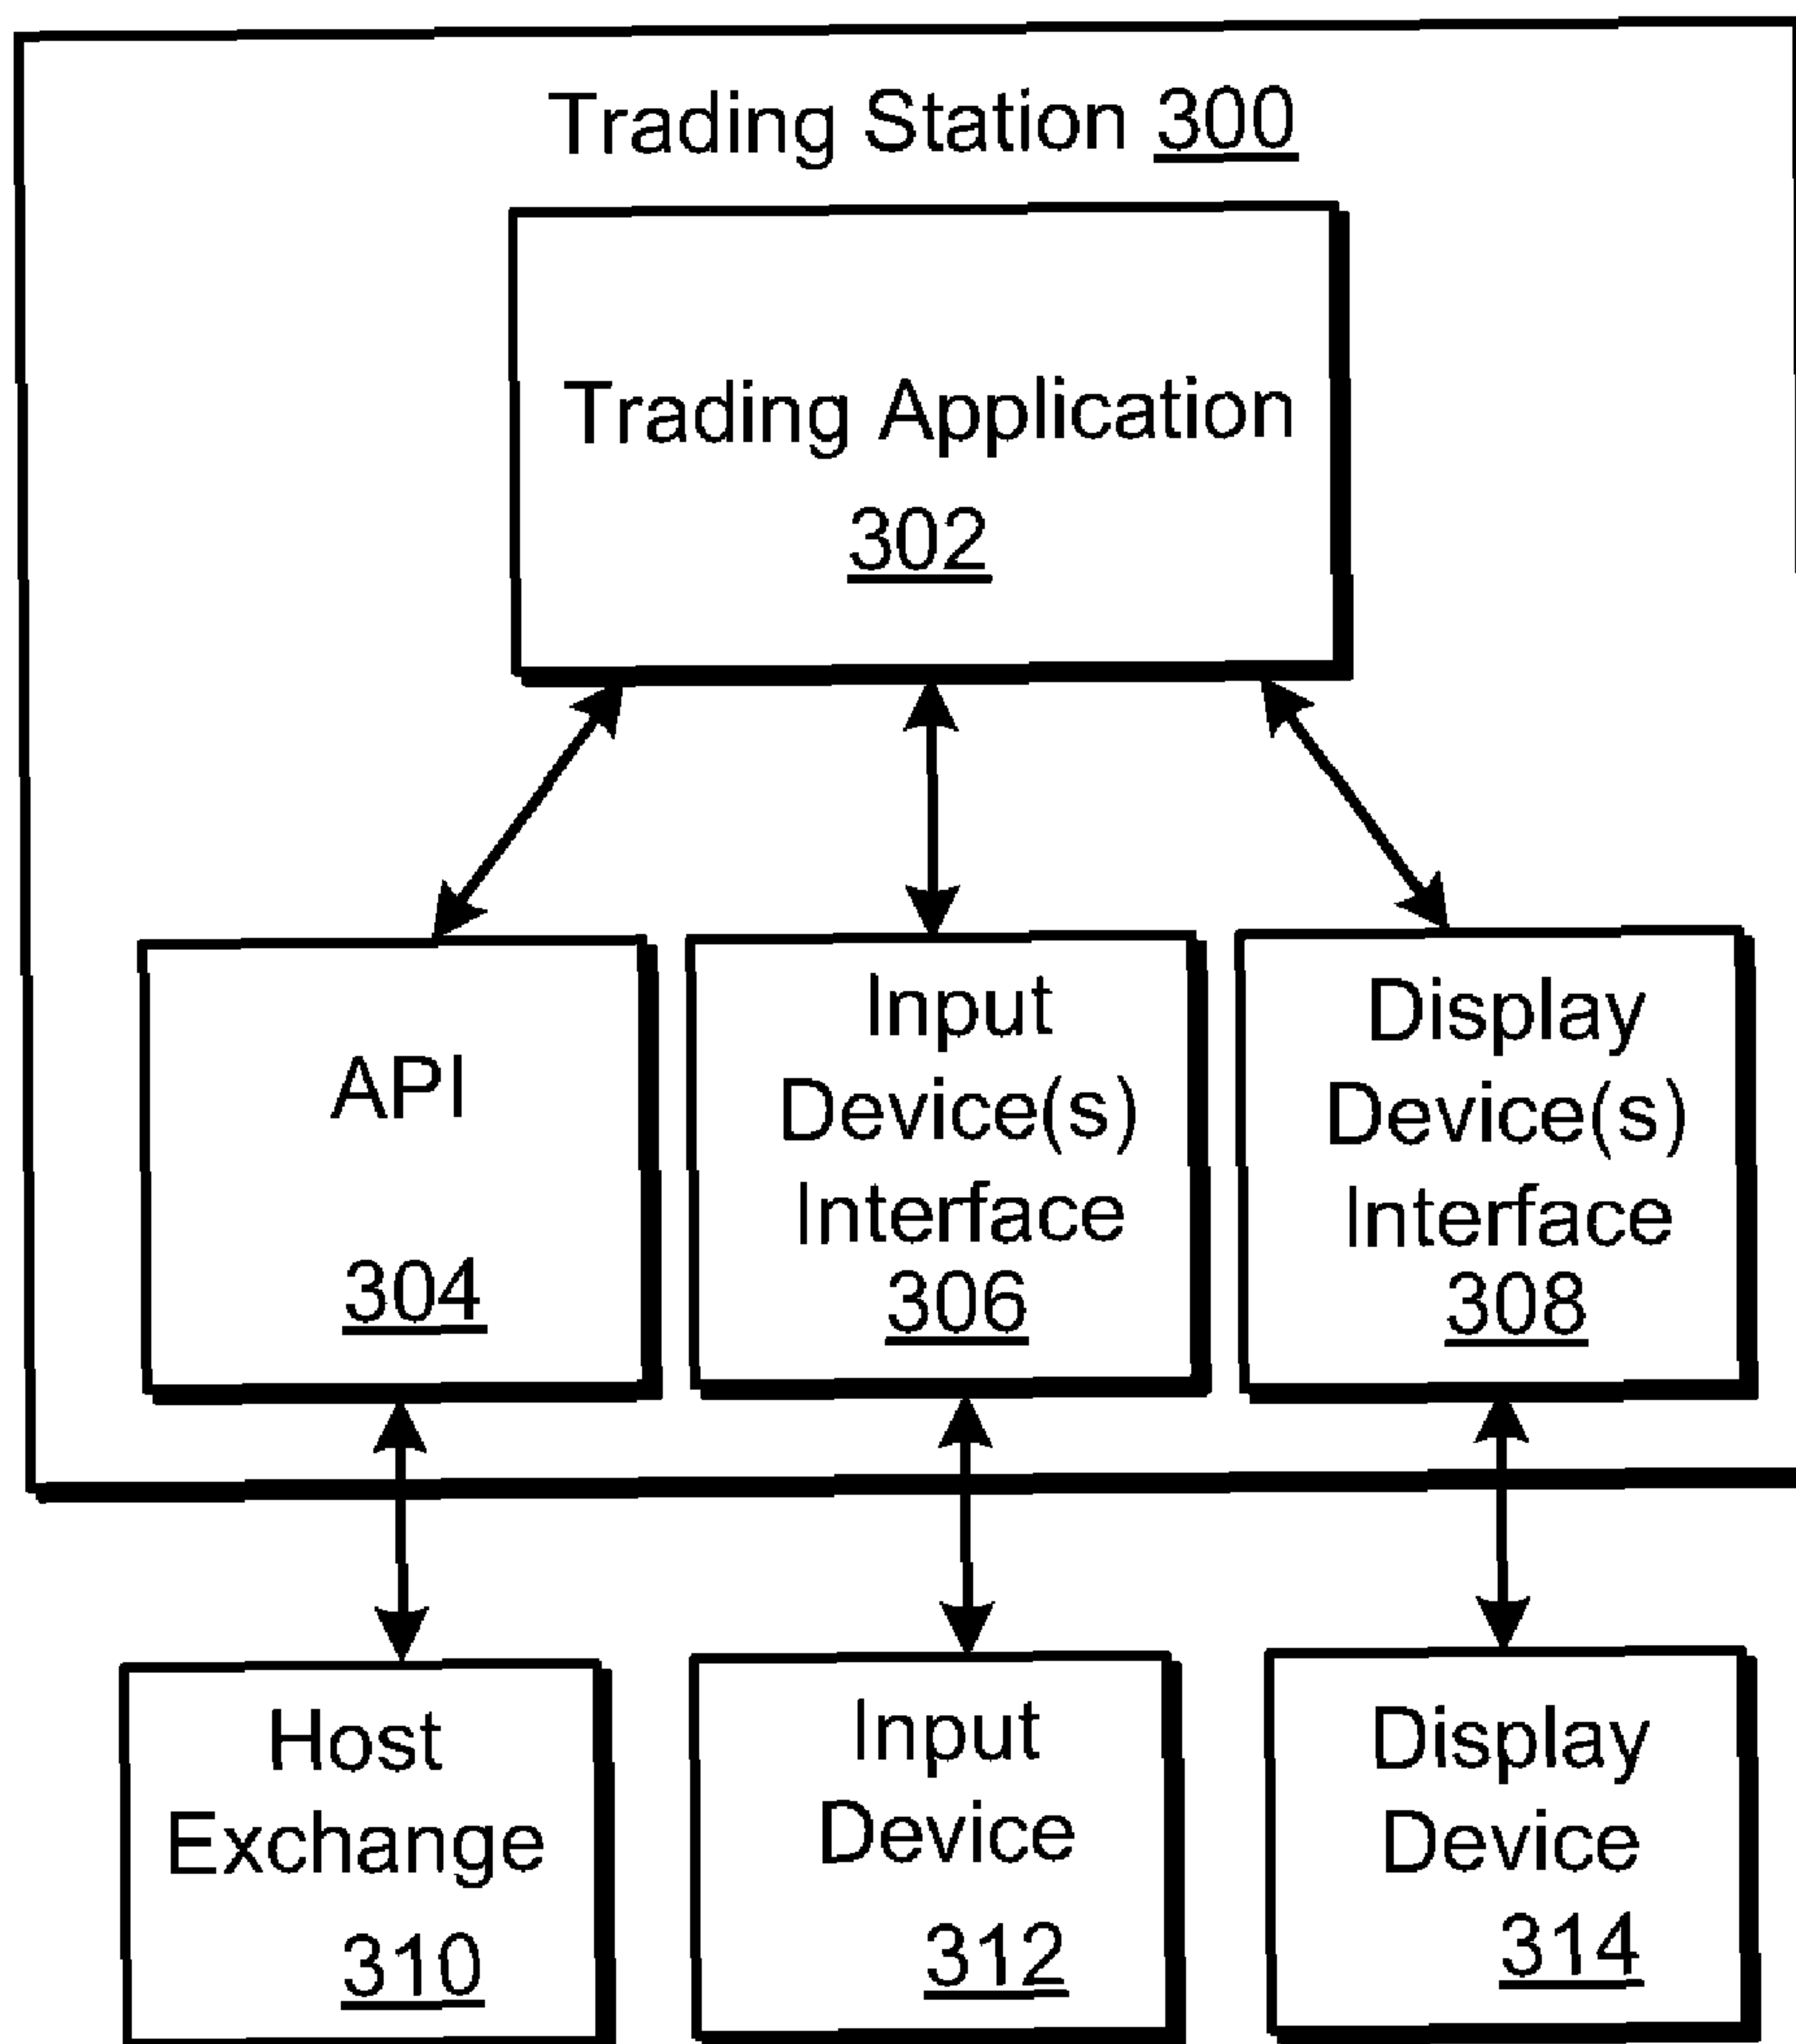 Trading Station 300
Trading Application
302
API
304
Input
Device(s)
Interface
306
Display
Device(s)
Interface
308
Host
Exchange
310
Input
Device
312
Display
Device
314